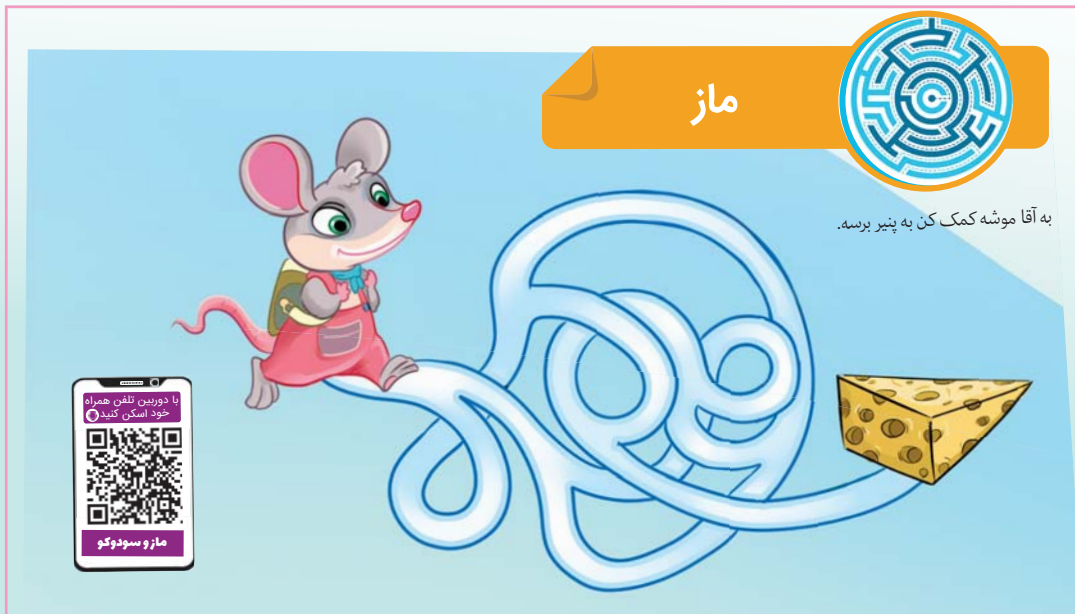 ماز
به آقا موشه کمک کن به پنیر برسه.
با دوربین تلفن همراه
خود اسکن کنید
ماز و سودوکو